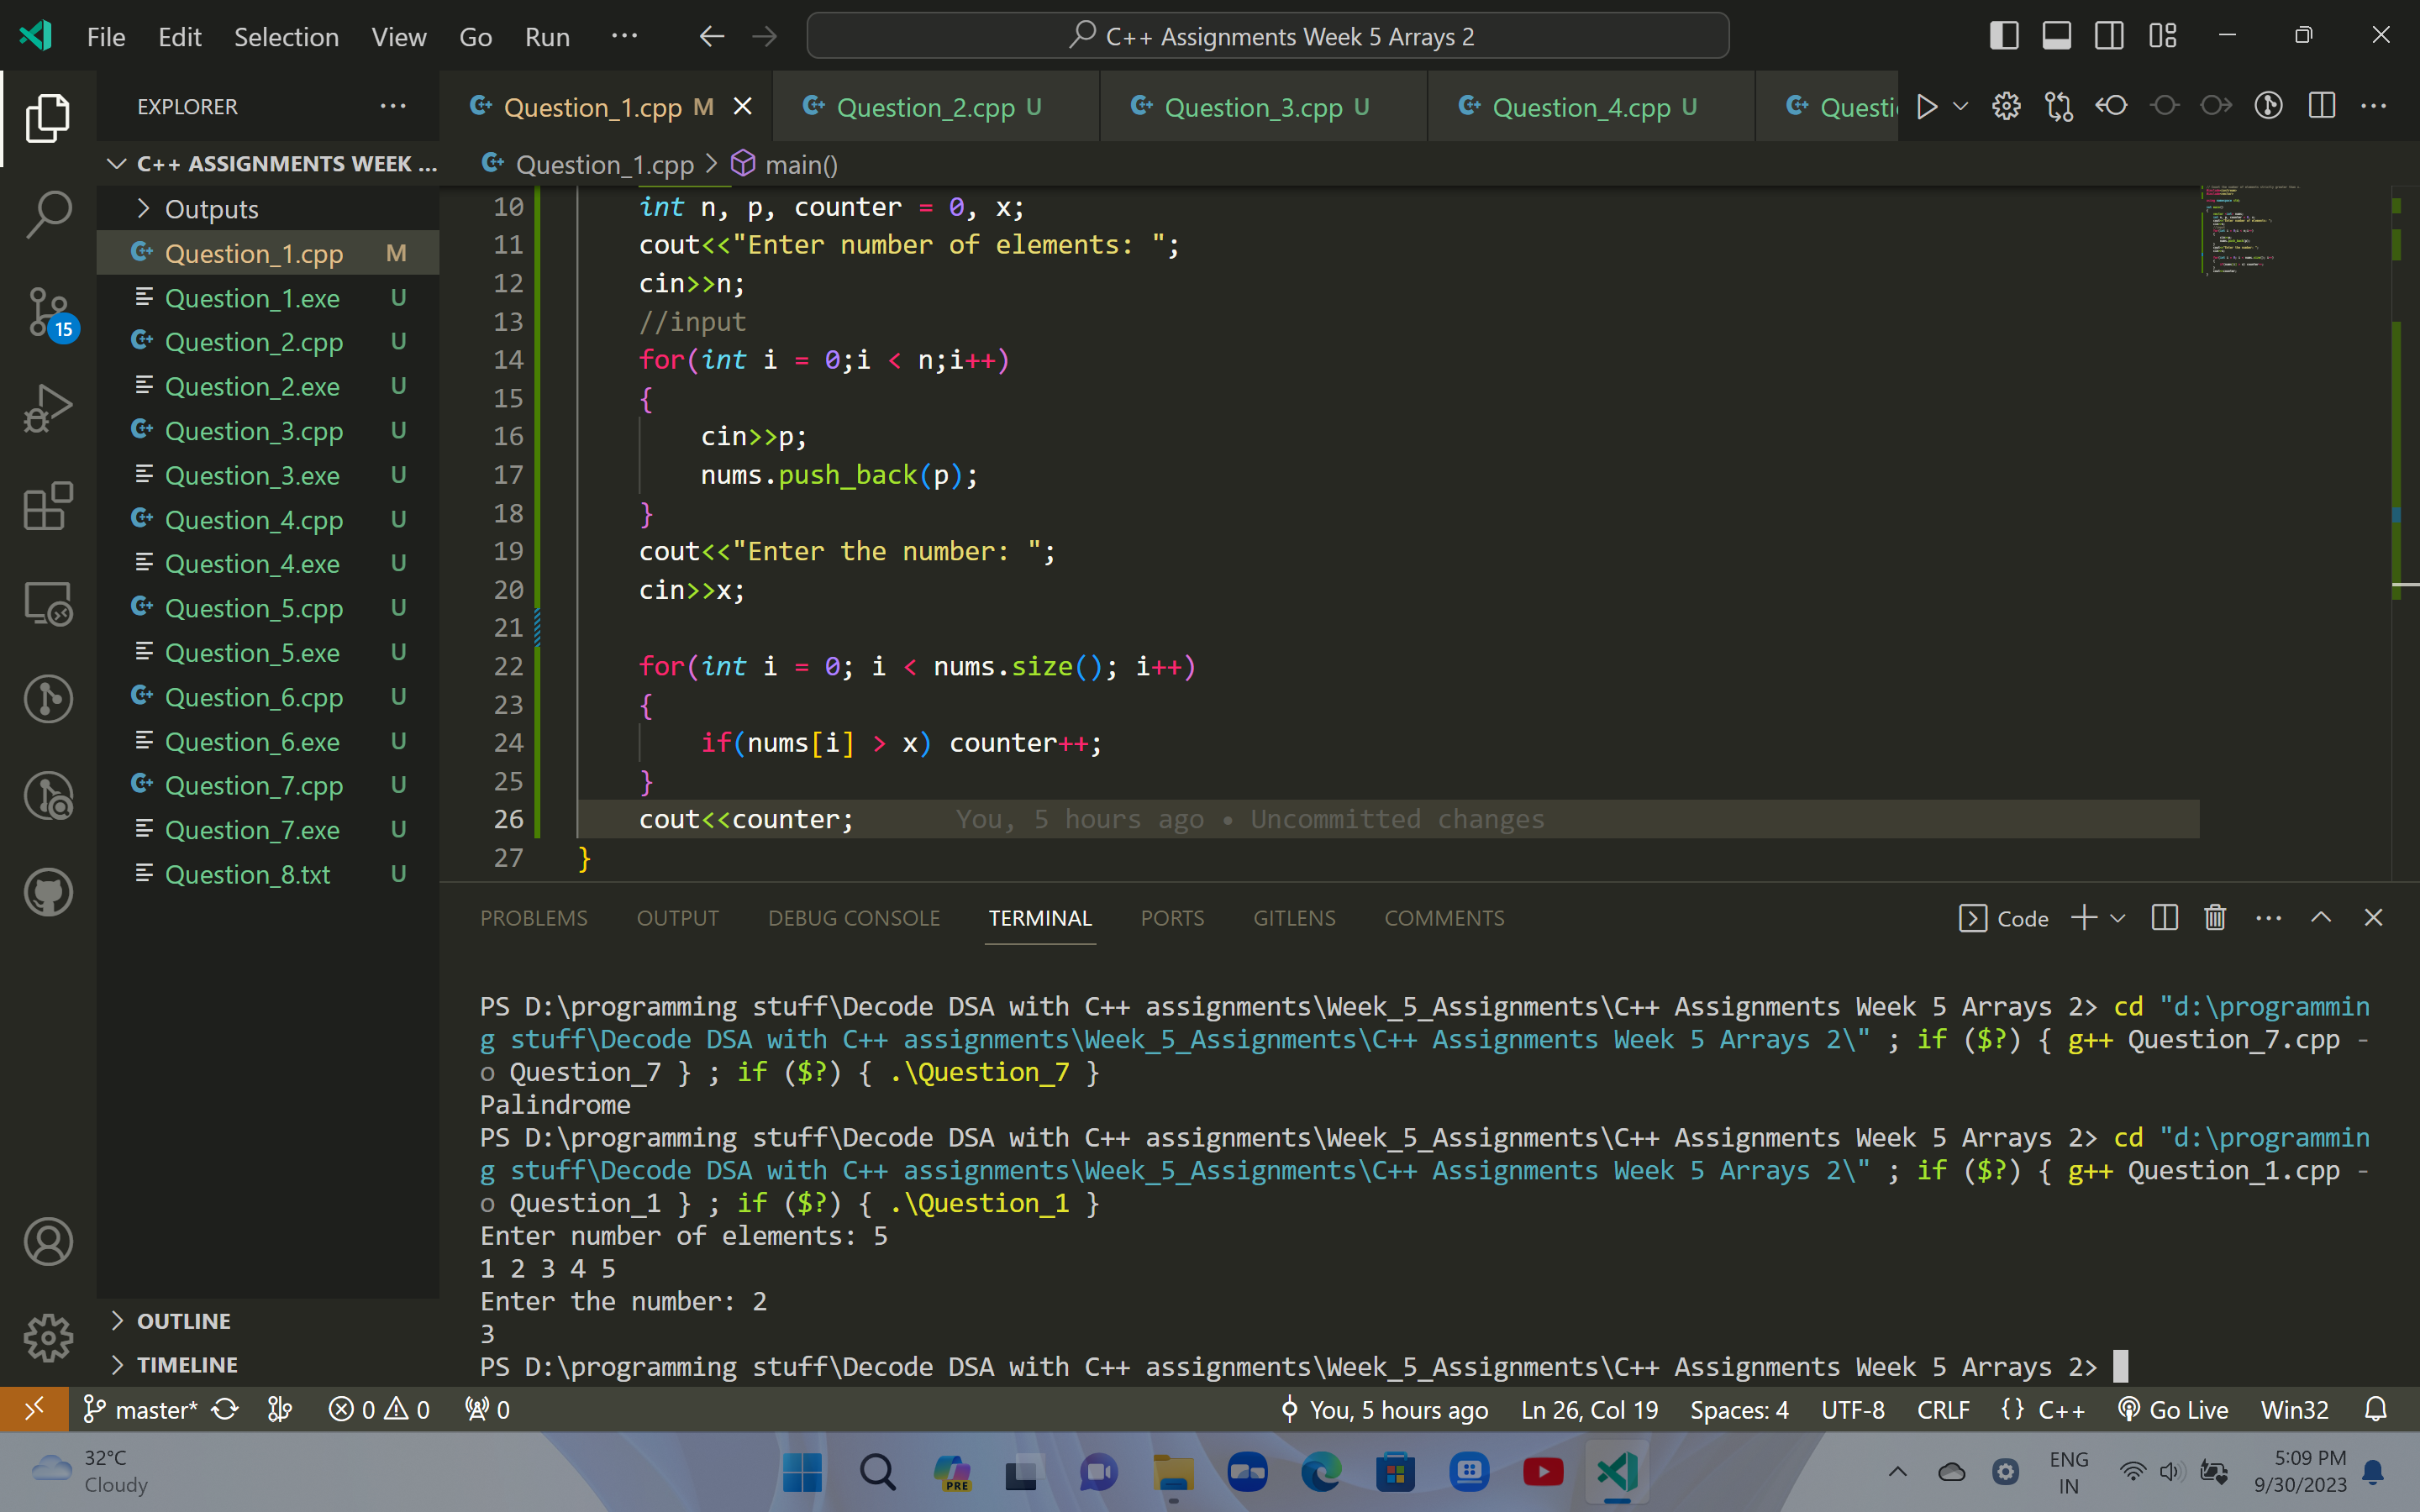 File Edit Selection View Go Run ··· C++ Assignments Week 5 Arrays 2
EXPLORER
C++ ASSIGNMENTS WEEK ...
Outputs
Question_1.cpp M
Question_1.exe U
Question_2.cpp U
Question_2.exe U
Question_3.cpp U
Question_3.exe U
Question_4.cpp U
Question_4.exe U
Question_5.cpp U
Question_5.exe U
Question_6.cpp U
Question_6.exe U
Question_7.cpp U
Question_7.exe U
Question_8.txt U
OUTLINE
TIMELINE
15
Question_1.cpp M Question_2.cpp U Question_3.cpp U Question_4.cpp U Questi
Question_1.cpp > main()
10 int n, p, counter = 0, x;
11 cout<<"Enter number of elements: ";
12 cin>>n;
13 //input
14 for(int i = 0;i < n;i++)
15 {
16 cin>>p;
17 nums.push_back(p);
18 }
19 cout<<"Enter the number: ";
20 cin>>x;
21
22 for(int i = 0; i < nums.size(); i++)
23 {
24 if(nums[i] > x) counter++;
25 }
26 cout<<counter; You, 5 hours ago • Uncommitted changes
27 }
PROBLEMS OUTPUT DEBUG CONSOLE TERMINAL PORTS GITLENS COMMENTS Code
PS D:\programming stuff\Decode DSA with C++ assignments\Week_5_Assignments\C++ Assignments Week 5 Arrays 2> cd "d:\programmin
g stuff\Decode DSA with C++ assignments\Week_5_Assignments\C++ Assignments Week 5 Arrays 2\" ; if ($?) { g++ Question_7.cpp -
o Question_7 } ; if ($?) { .\Question_7 }
Palindrome
PS D:\programming stuff\Decode DSA with C++ assignments\Week_5_Assignments\C++ Assignments Week 5 Arrays 2> cd "d:\programmin
g stuff\Decode DSA with C++ assignments\Week_5_Assignments\C++ Assignments Week 5 Arrays 2\" ; if ($?) { g++ Question_1.cpp -
o Question_1 } ; if ($?) { .\Question_1 }
Enter number of elements: 5
1 2 3 4 5
Enter the number: 2
3
PS D:\programming stuff\Decode DSA with C++ assignments\Week_5_Assignments\C++ Assignments Week 5 Arrays 2>
master* 0 0 0 You, 5 hours ago Ln 26, Col 19 Spaces: 4 UTF-8 CRLF {} C++ Go Live Win32
32°C
Cloudy
PRE
ENG
IN
5:09 PM
9/30/2023